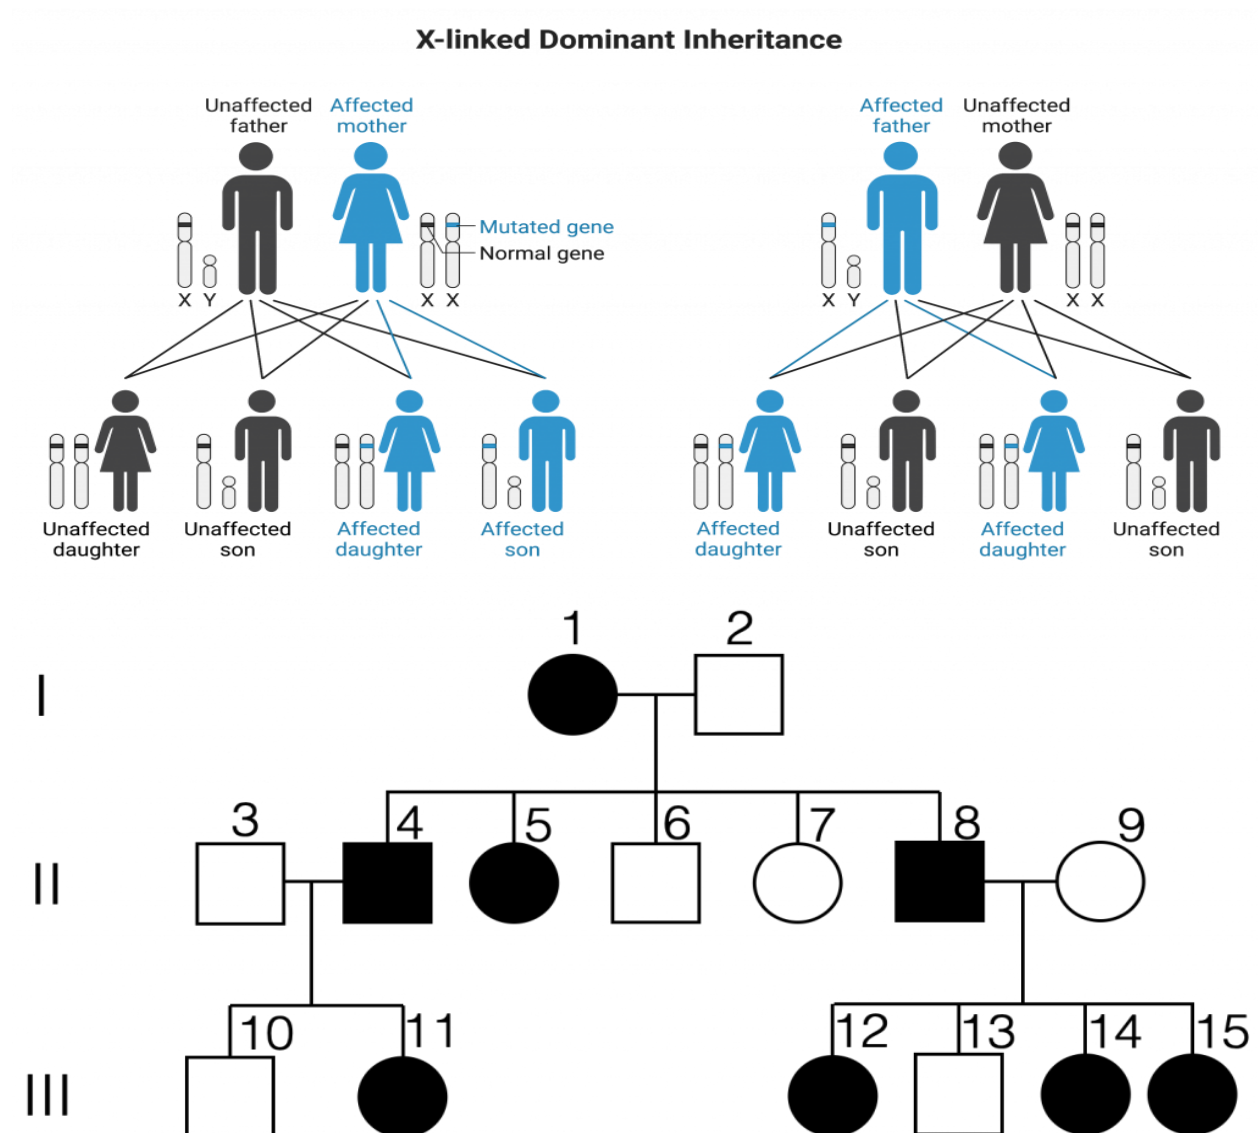 X-linked Dominant Inheritance
Unaffected father
Affected mother
Affected father
Unaffected mother
Mutated gene
Normal gene
X Y
X X
X Y
X X
Unaffected daughter
Unaffected son
Affected daughter
Affected son
Affected daughter
Unaffected son
Affected daughter
Unaffected son
1 2
I
3 4 5 6 7 8 9
II
10 11 12 13 14 15
III